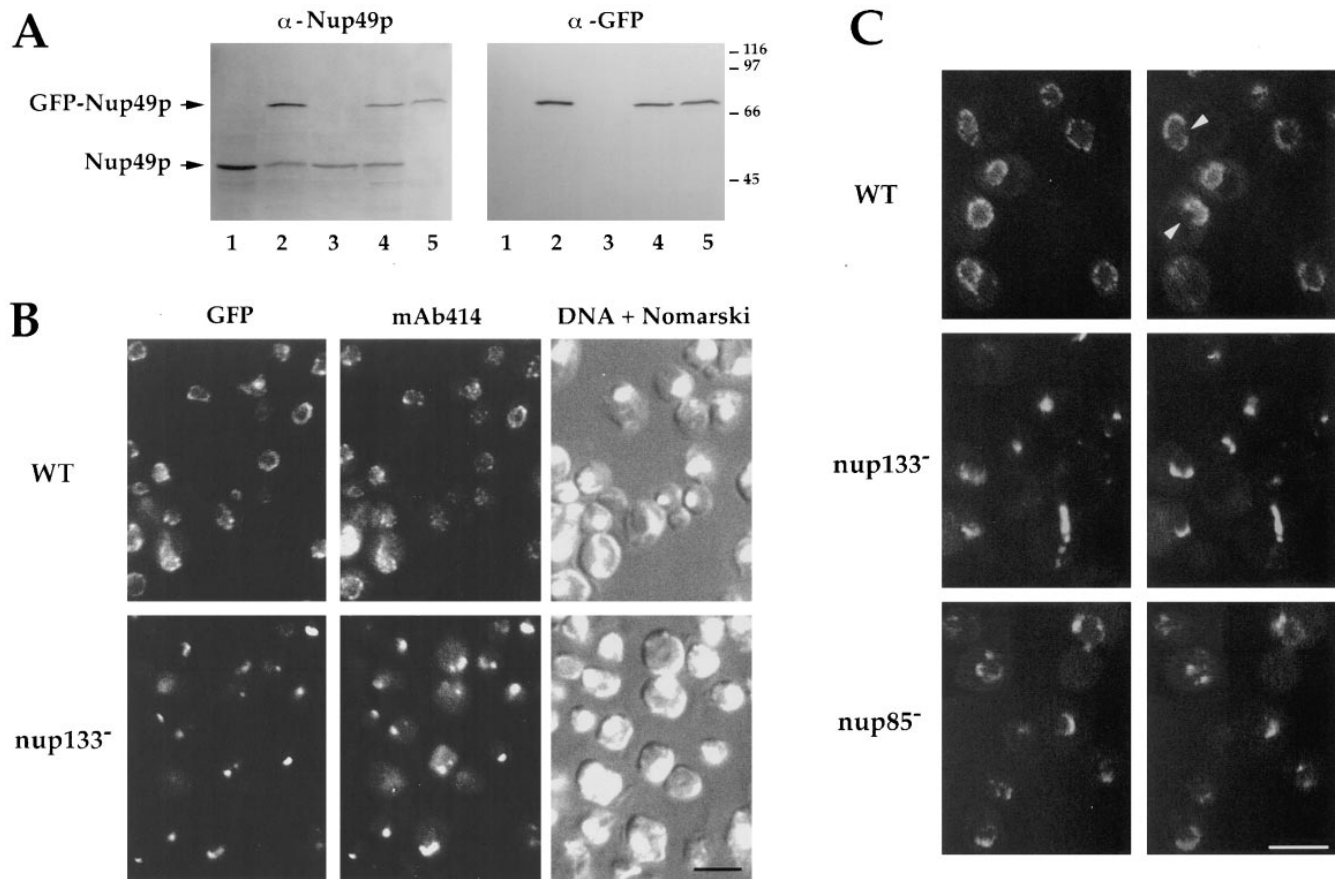 A
α-Nup49p
α-GFP
GFP-Nup49p
Nup49p
116
97
66
45
1 2 3 4 5
1 2 3 4 5
B
GFP
mAb414
DNA + Nomarski
WT
nup133-
C
WT
nup133-
nup85-